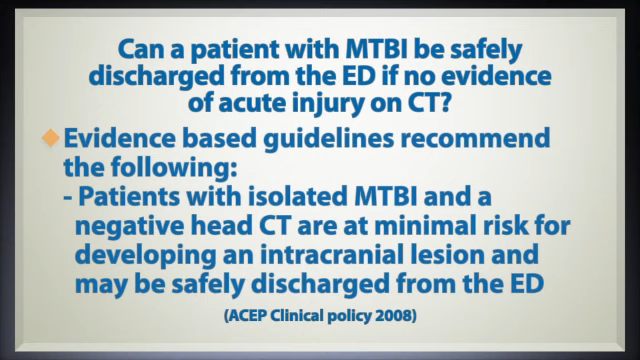 Can a patient with MTBI be safely
discharged from the ED if no evidence
of acute injury on CT?
Evidence based guidelines recommend
the following:
- Patients with isolated MTBI and a
negative head CT are at minimal risk for
developing an intracranial lesion and
may be safely discharged from the ED
(ACEP Clinical policy 2008)